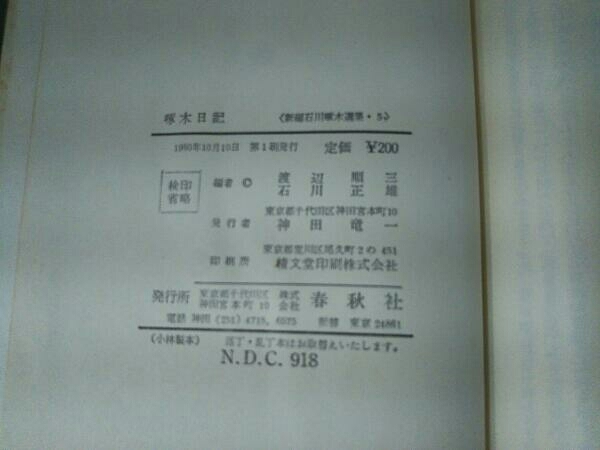 啄木日記 〈新編石川啄木選集・5〉
1960年10月10日 第1刷発行 定価 ¥200
検印省略
編者 © 渡辺順三
石川正雄
東京都千代田区神田宮本町10
発行者 神田竜一
東京都荒川区尾久町2の451
印刷所 精文堂印刷株式会社
発行所 東京都千代田区神田宮本町10 株式会社 春秋社
電話 神田 (251) 4715, 6575 振替 東京 24861
(小林製本) 落丁・乱丁本はお取替えいたします。
N.D.C. 918